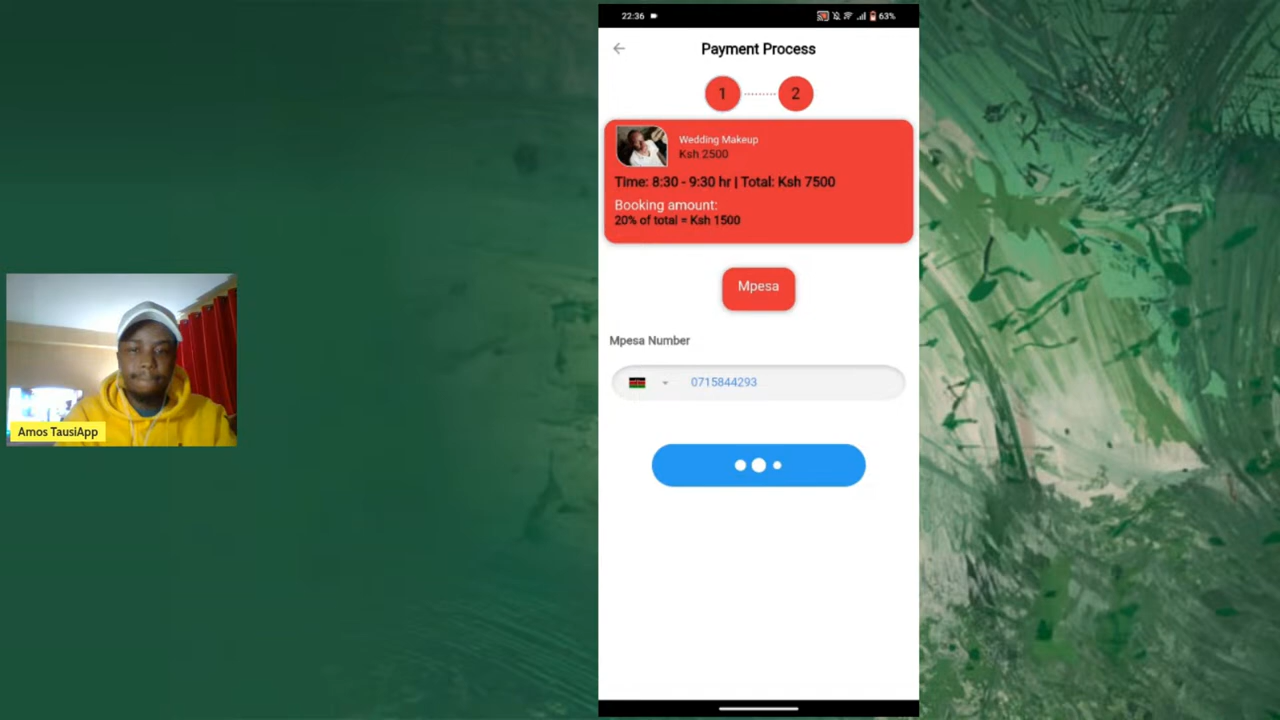 22:36
63%
Payment Process
1
2
Wedding Makeup
Ksh 2500
Time: 8:30 - 9:30 hr | Total: Ksh 7500
Booking amount:
20% of total = Ksh 1500
Mpesa
Mpesa Number
0715844293
Amos TausiApp